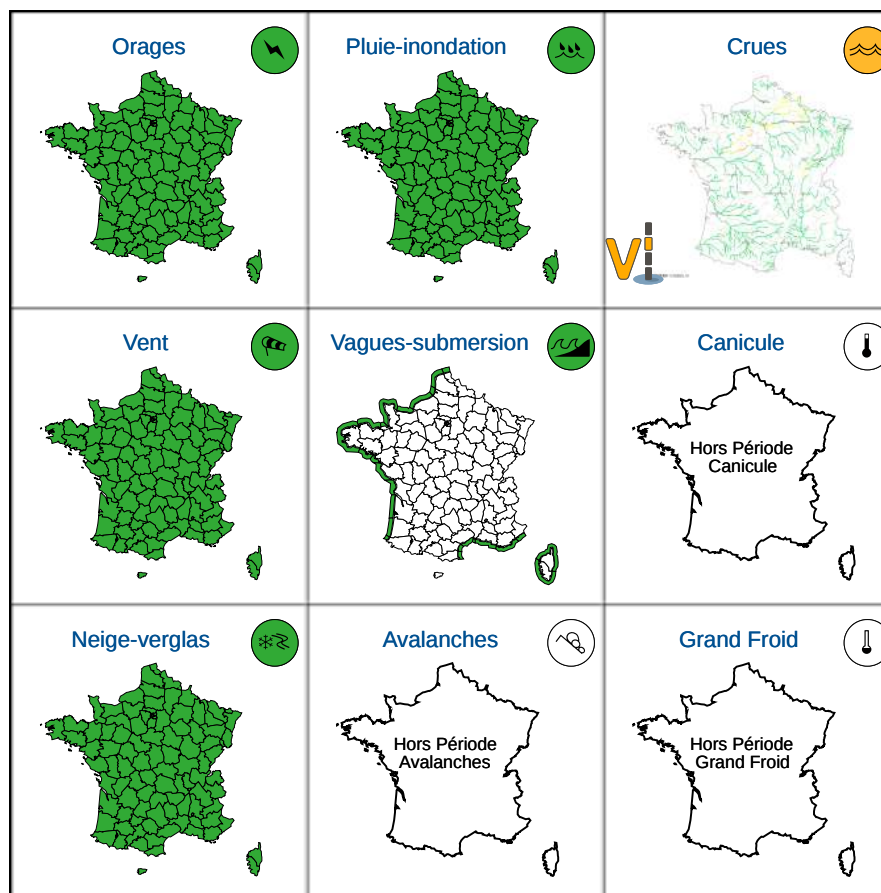 Orages
Pluie-inondation
Crues
Vi
Vent
Vagues-submersion
Canicule
Hors Période
Canicule
Neige-verglas
Avalanches
Grand Froid
Hors Période
Avalanches
Hors Période
Grand Froid